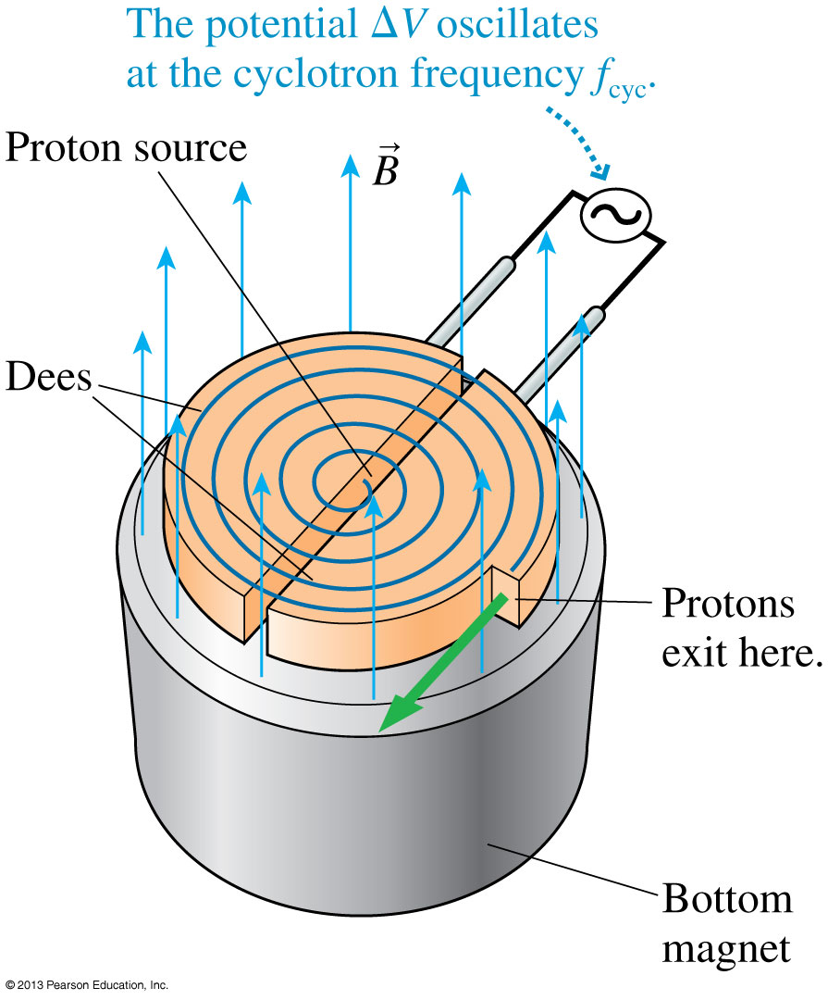 The potential ΔV oscillates
at the cyclotron frequency f_cyc.
Proton source
B⃗
Dees
Protons
exit here.
Bottom
magnet
© 2013 Pearson Education, Inc.